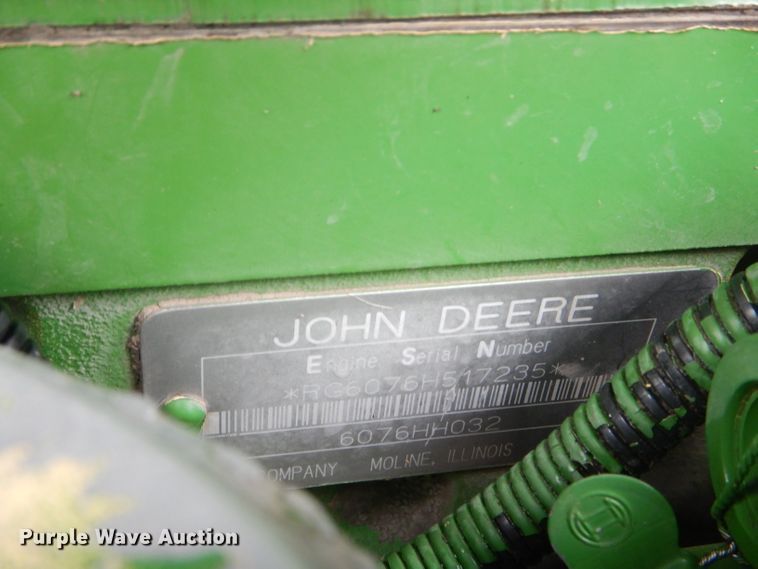 JOHN DEERE
Engine Serial Number
*RG6076H517235*
6076HH032
COMPANY MOLINE, ILLINOIS
Purple Wave Auction